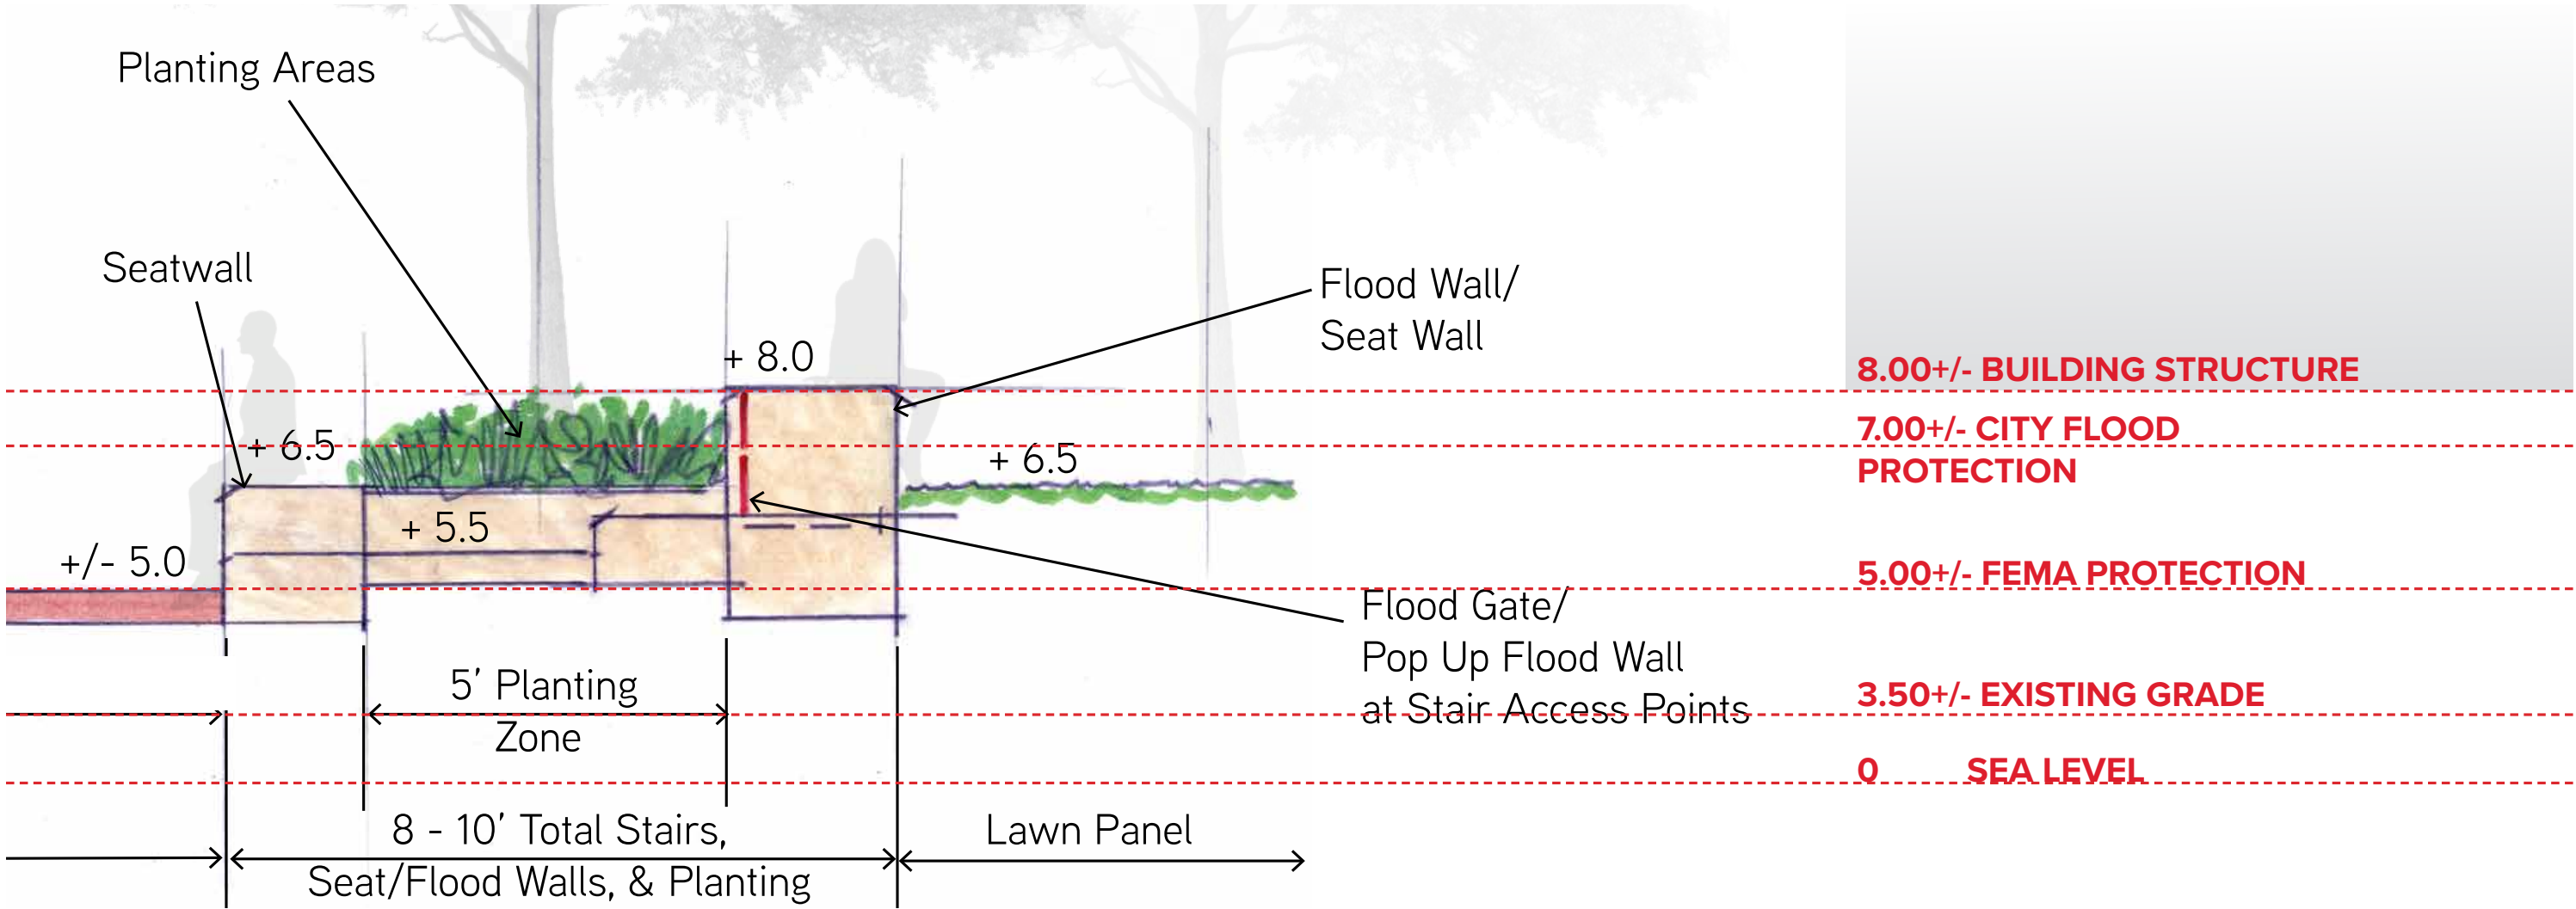 Planting Areas
Seatwall
Flood Wall/
Seat Wall
+ 8.0
8.00+/- BUILDING STRUCTURE
7.00+/- CITY FLOOD
PROTECTION
+ 6.5
+ 6.5
+ 5.5
+/- 5.0
5.00+/- FEMA PROTECTION
Flood Gate/
Pop Up Flood Wall
at Stair Access Points
5' Planting
Zone
3.50+/- EXISTING GRADE
0 SEA LEVEL
8 - 10' Total Stairs,
Seat/Flood Walls, & Planting
Lawn Panel